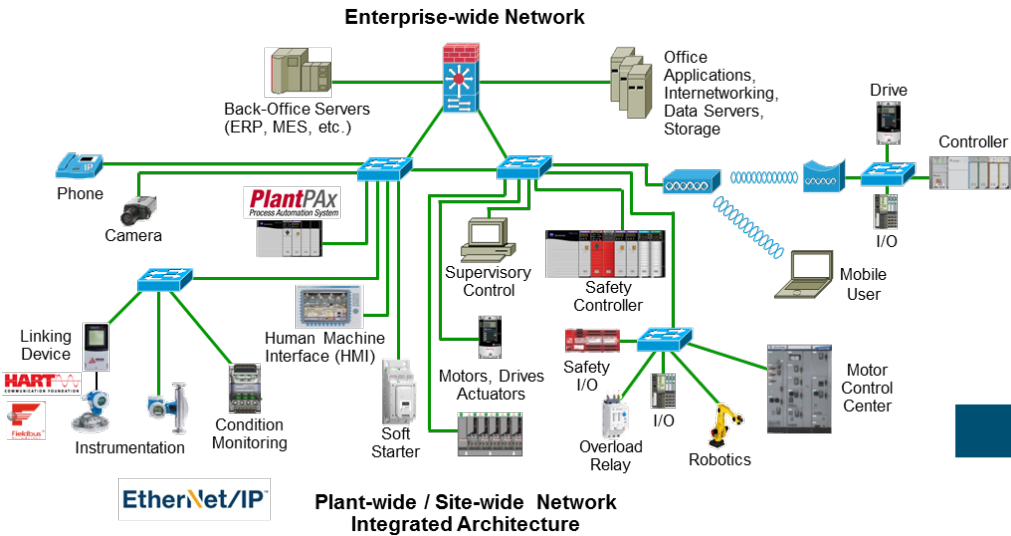 Enterprise-wide Network
Back-Office Servers
(ERP, MES, etc.)
Office
Applications,
Internetworking,
Data Servers,
Storage
Drive
Controller
Phone
Camera
PlantPAx
Process Automation System
I/O
Supervisory
Control
Safety
Controller
Mobile
User
Linking
Device
Human Machine
Interface (HMI)
HART
COMMUNICATION FOUNDATION
Fieldbus
Motors, Drives
Actuators
Safety
I/O
I/O
Motor
Control
Center
Instrumentation
Condition
Monitoring
Soft
Starter
Overload
Relay
Robotics
EtherNet/IP™
Plant-wide / Site-wide Network
Integrated Architecture